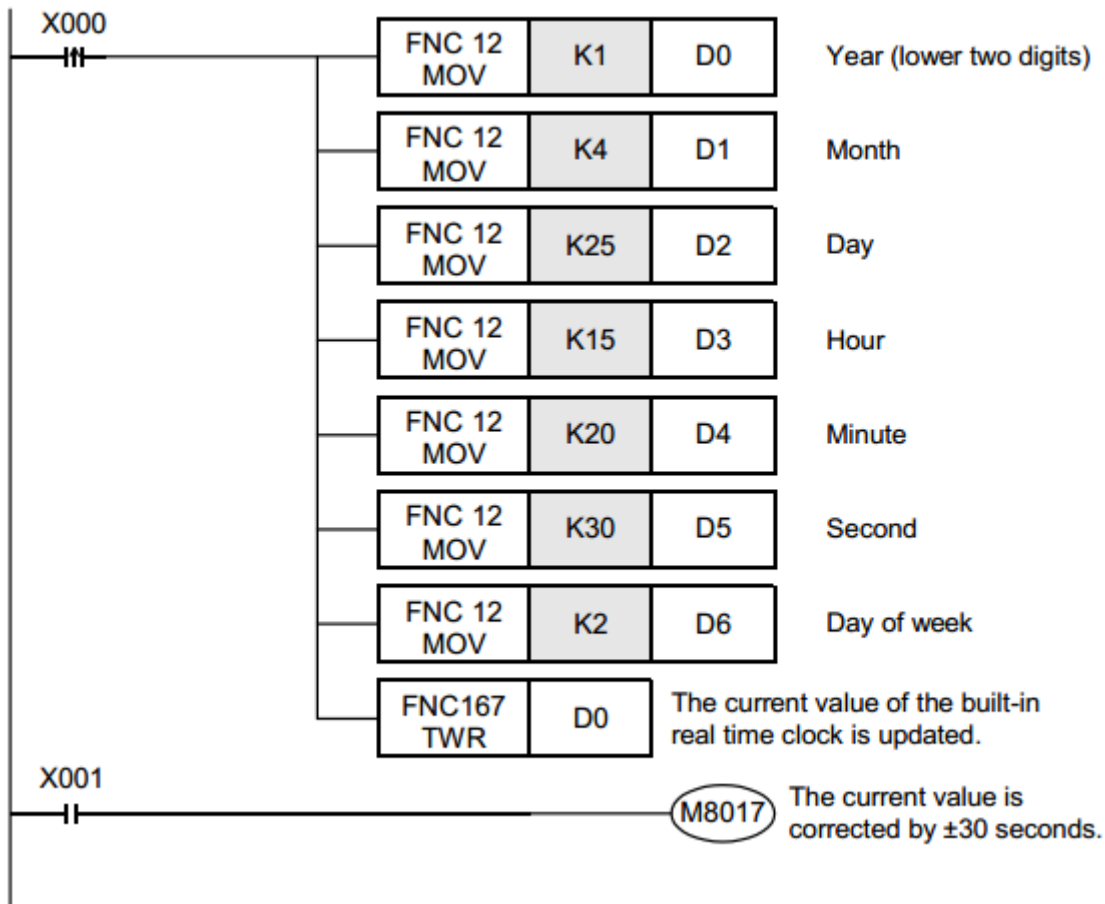 X000
FNC 12 MOV K1 D0 Year (lower two digits)
FNC 12 MOV K4 D1 Month
FNC 12 MOV K25 D2 Day
FNC 12 MOV K15 D3 Hour
FNC 12 MOV K20 D4 Minute
FNC 12 MOV K30 D5 Second
FNC 12 MOV K2 D6 Day of week
FNC167 TWR D0
The current value of the built-in
real time clock is updated.
X001
M8017
The current value is
corrected by ±30 seconds.